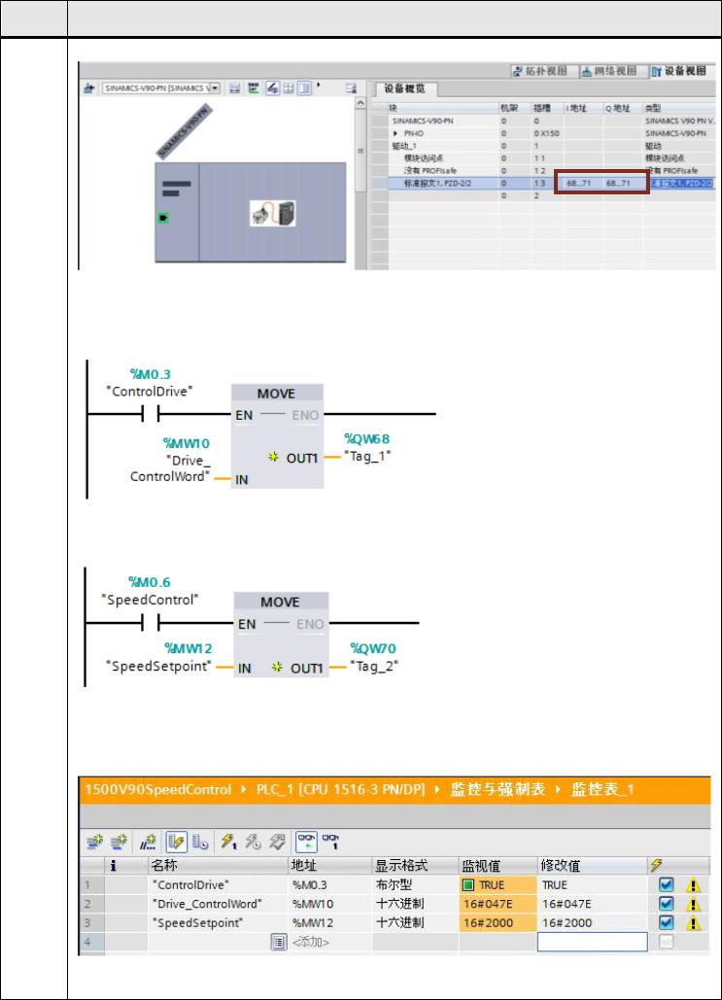 拓扑视图 网络视图 设备视图
SINAMICS-V90-PN [SINAMICS V
设备概览
块 机架 插槽 I 地址 Q 地址 类型
SINAMICS-V90-PN 0 0 SINAMICS V90 PN V...
PN-IO 0 0 X150 SINAMICS-V90-PN
驱动_1 0 1 驱动
模块访问点 0 1 1 模块访问点
没有 PROFIsafe 0 1 2 没有 PROFIsafe
标准报文1, PZD-2/2 0 1 3 68...71 68...71 标准报文1, PZD-2/2
0 2
SINAMICS-V90-PN
%M0.3
"ControlDrive"
MOVE
EN ENO
%MW10
"Drive_
ControlWord"
IN
%QW68
OUT1 "Tag_1"
%M0.6
"SpeedControl"
MOVE
EN ENO
%MW12
"SpeedSetpoint" IN
%QW70
OUT1 "Tag_2"
1500V90SpeedControl PLC_1 [CPU 1516-3 PN/DP] 监控与强制表 监控表_1
i 名称 地址 显示格式 监视值 修改值
1 "ControlDrive" %M0.3 布尔型 TRUE TRUE
2 "Drive_ControlWord" %MW10 十六进制 16#047E 16#047E
3 "SpeedSetpoint" %MW12 十六进制 16#2000 16#2000
4 <添加>